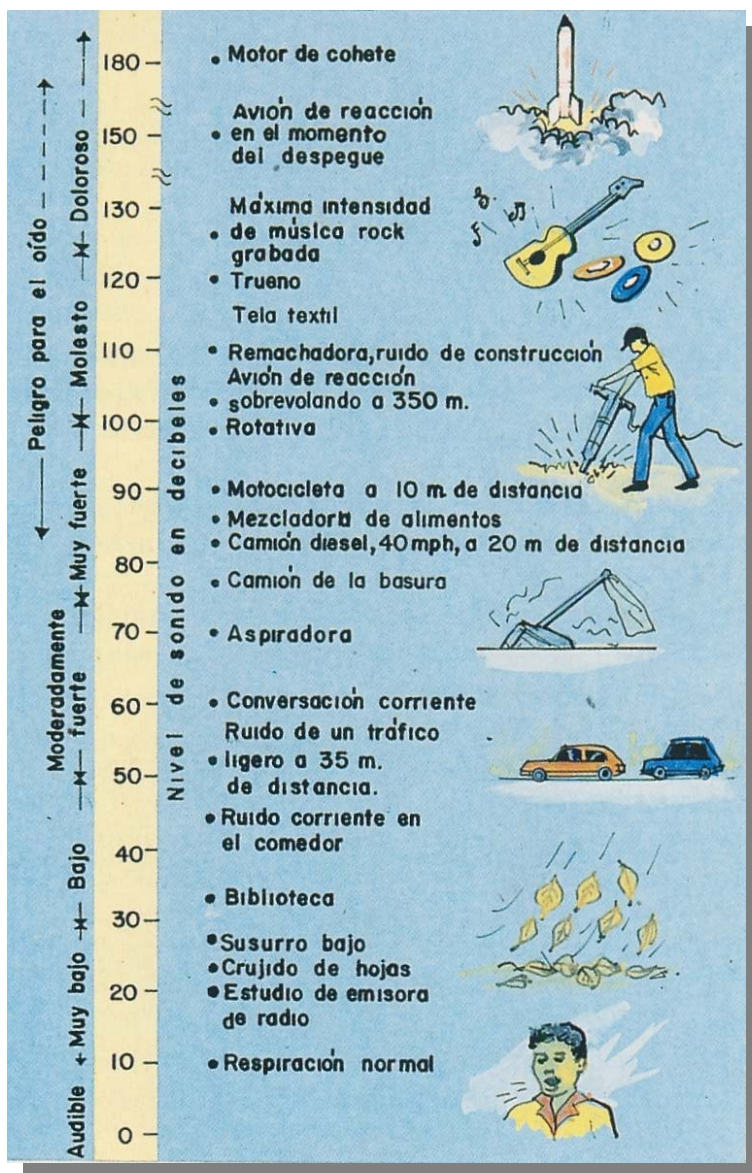 180
Motor de cohete
Avión de reacción
150
en el momento
del despegue
130
Máxima intensidad
de música rock
grabada
120
Trueno
Tela textil
110
Remachadora, ruido de construcción
Avión de reacción
sobrevolando a 350 m.
100
Rotativa
90
Motocicleta a 10 m. de distancia
Mezcladora de alimentos
Camión diesel, 40 mph, a 20 m de distancia
80
Camión de la basura
70
Aspiradora
60
Conversación corriente
Ruido de un tráfico
ligero a 35 m.
de distancia.
50
Ruido corriente en
el comedor
40
Biblioteca
30
Susurro bajo
Crujido de hojas
20
Estudio de emisora
de radio
10
Respiración normal
0
Peligro para el oído
Audible
Muy bajo
Bajo
Moderadamente
fuerte
Muy fuerte
Molesto
Doloroso
Nivel de sonido en decibeles